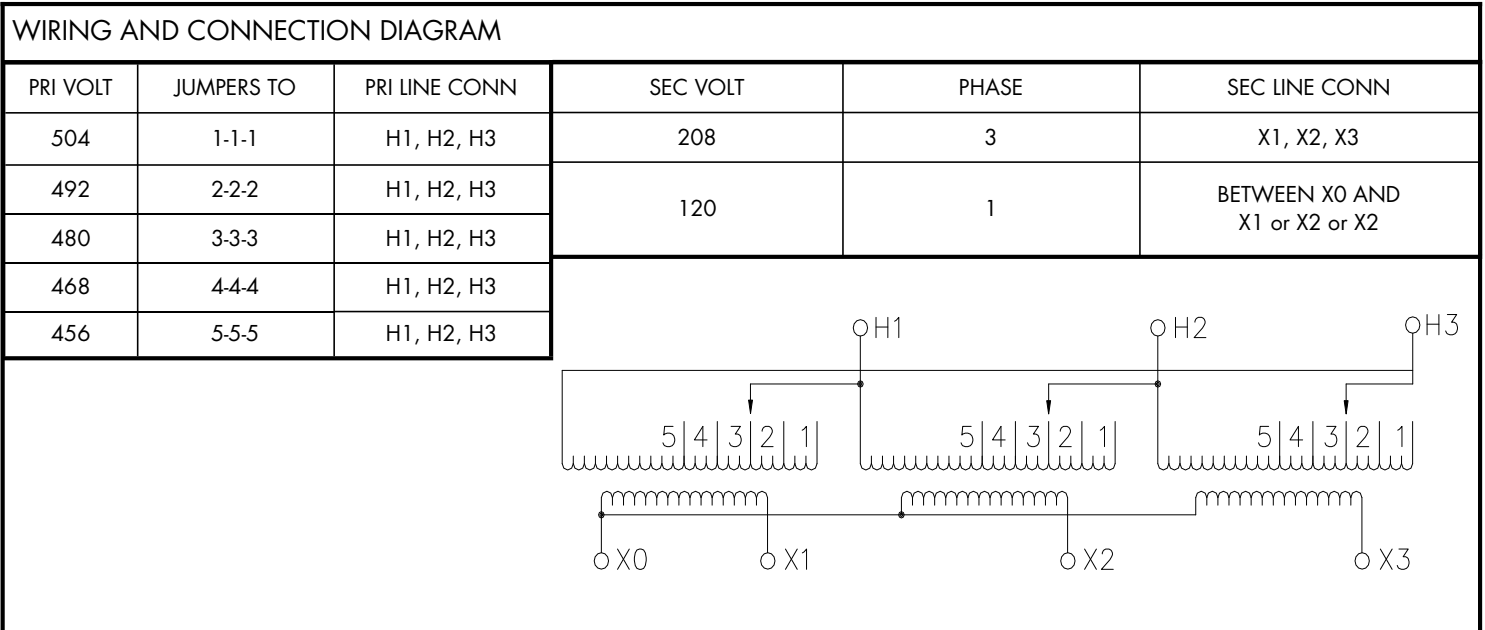 WIRING AND CONNECTION DIAGRAM
PRI VOLT JUMPERS TO PRI LINE CONN SEC VOLT PHASE SEC LINE CONN
504 1-1-1 H1, H2, H3 208 3 X1, X2, X3
492 2-2-2 H1, H2, H3
120 1 BETWEEN X0 AND
X1 or X2 or X2
480 3-3-3 H1, H2, H3
468 4-4-4 H1, H2, H3
456 5-5-5 H1, H2, H3
H1 H2 H3
5 4 3 2 1 5 4 3 2 1 5 4 3 2 1
X0 X1 X2 X3